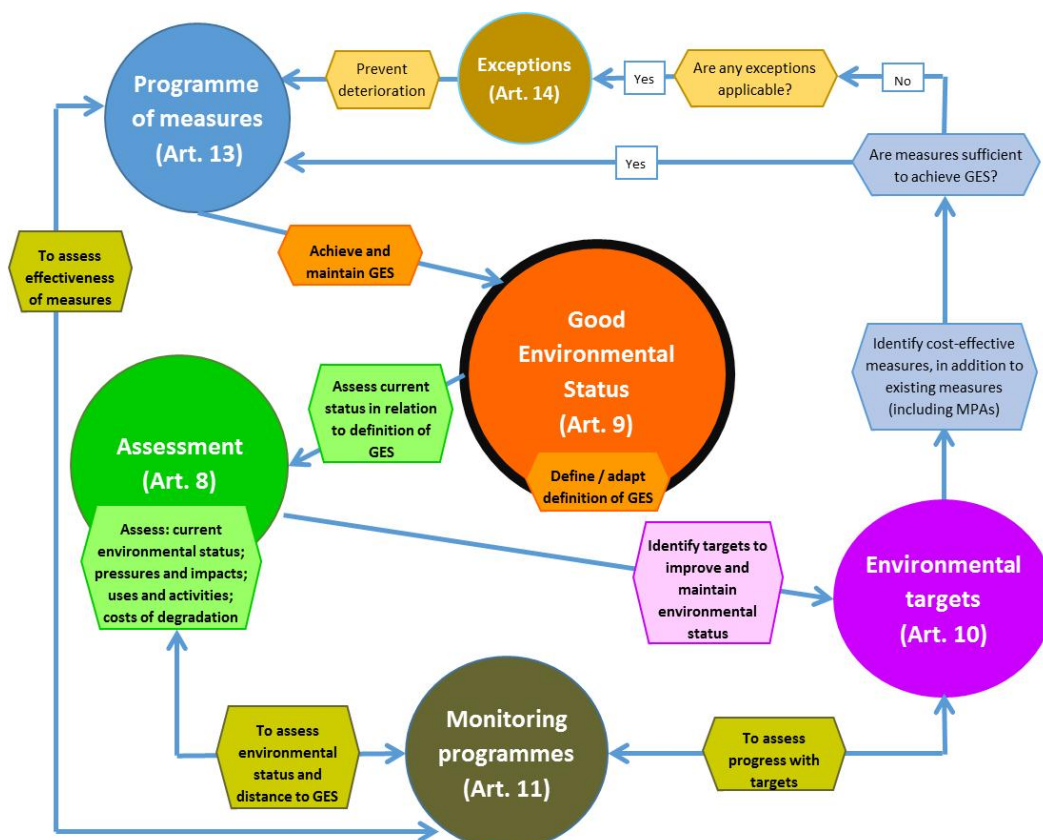 Programme
of measures
(Art. 13)
Prevent
deterioration
Exceptions
(Art. 14)
Yes
Are any exceptions
applicable?
No
Yes
Are measures sufficient
to achieve GES?
To assess
effectiveness
of measures
Achieve and
maintain GES
Good
Environmental
Status
(Art. 9)
Define / adapt
definition of GES
Identify cost-effective
measures, in addition to
existing measures
(including MPAs)
Assess current
status in relation
to definition of
GES
Assessment
(Art. 8)
Assess: current
environmental status;
pressures and impacts;
uses and activities;
costs of degradation
Identify targets to
improve and
maintain
environmental
status
Environmental
targets
(Art. 10)
To assess
environmental
status and
distance to GES
Monitoring
programmes
(Art. 11)
To assess
progress with
targets